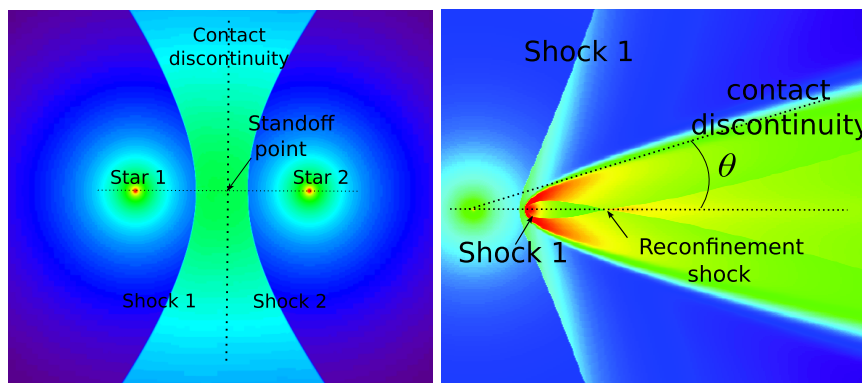 Contact
discontinuity
Standoff
point
Star 1
Star 2
Shock 1
Shock 2
Shock 1
contact
discontinuity
θ
Shock 1
Reconfinement
shock